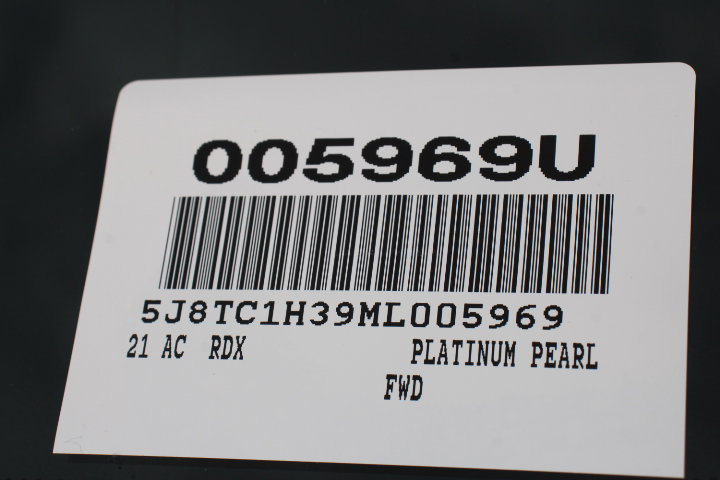 005969U
5J8TC1H39ML005969
21 AC RDX PLATINUM PEARL
FWD